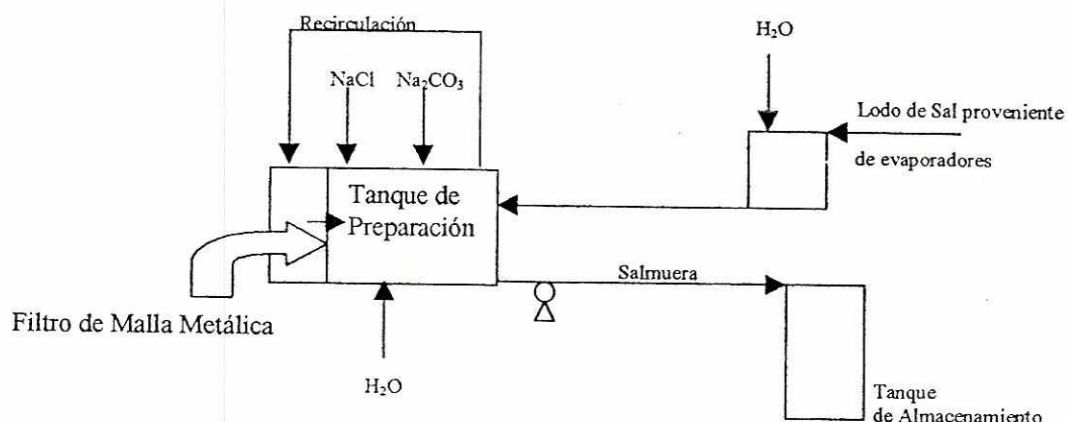 Recirculación
H₂O
NaCl
Na₂CO₃
Lodo de Sal proveniente
de evaporadores
Tanque de
Preparación
Salmuera
Filtro de Malla Metálica
H₂O
Tanque
de Almacenamiento